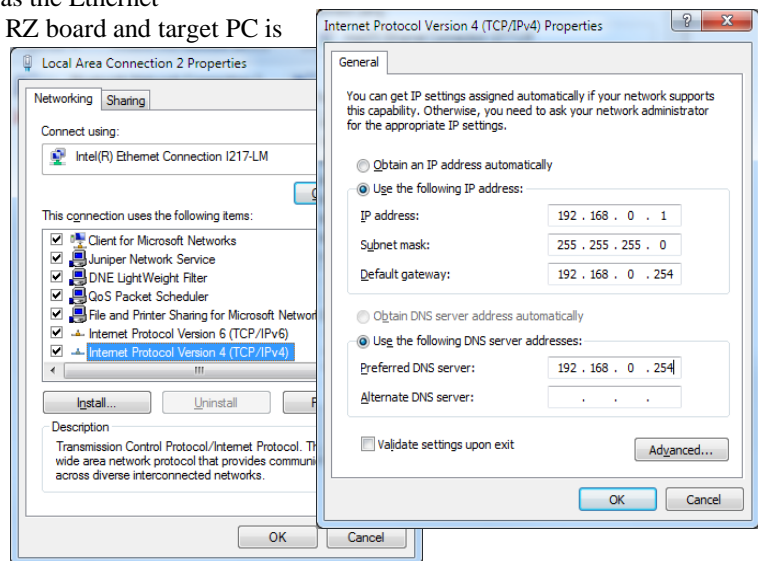 as the Ethernet
RZ board and target PC is
Local Area Connection 2 Properties
Networking Sharing
Connect using:
Intel(R) Ethernet Connection I217-LM
This connection uses the following items:
Client for Microsoft Networks
Juniper Network Service
DNE LightWeight Filter
QoS Packet Scheduler
File and Printer Sharing for Microsoft Networ
Internet Protocol Version 6 (TCP/IPv6)
Internet Protocol Version 4 (TCP/IPv4)
Install... Uninstall
Description
Transmission Control Protocol/Internet Protocol. Th
wide area network protocol that provides communi
across diverse interconnected networks.
OK Cancel
Internet Protocol Version 4 (TCP/IPv4) Properties
General
You can get IP settings assigned automatically if your network supports
this capability. Otherwise, you need to ask your network administrator
for the appropriate IP settings.
Obtain an IP address automatically
Use the following IP address:
IP address: 192 . 168 . 0 . 1
Subnet mask: 255 . 255 . 255 . 0
Default gateway: 192 . 168 . 0 . 254
Obtain DNS server address automatically
Use the following DNS server addresses:
Preferred DNS server: 192 . 168 . 0 . 254
Alternate DNS server: . . .
Validate settings upon exit
Advanced...
OK Cancel